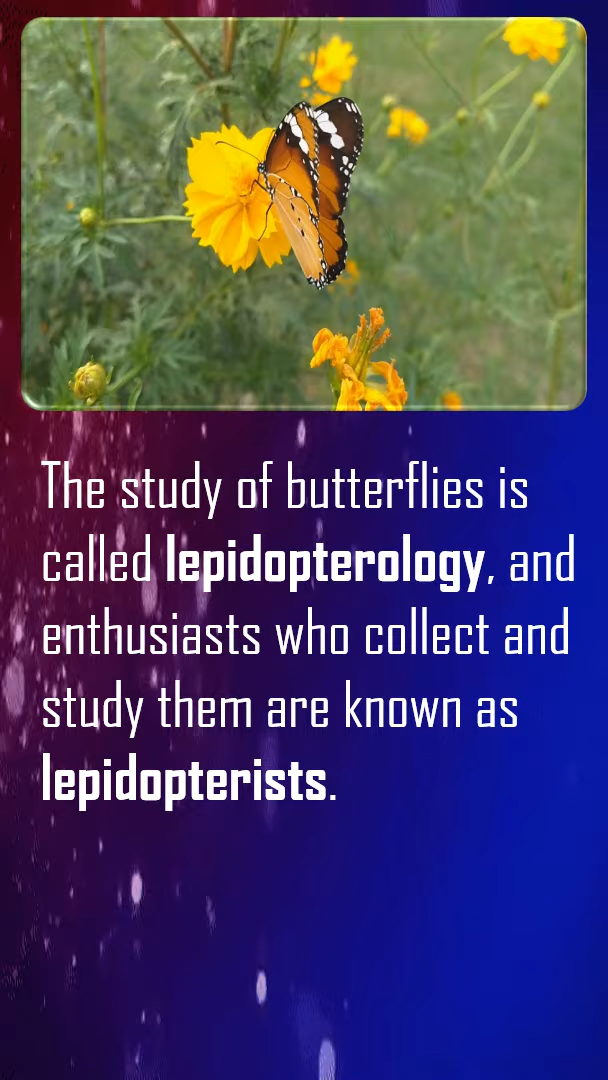 The study of butterflies is
called lepidopterology, and
enthusiasts who collect and
study them are known as
lepidopterists.